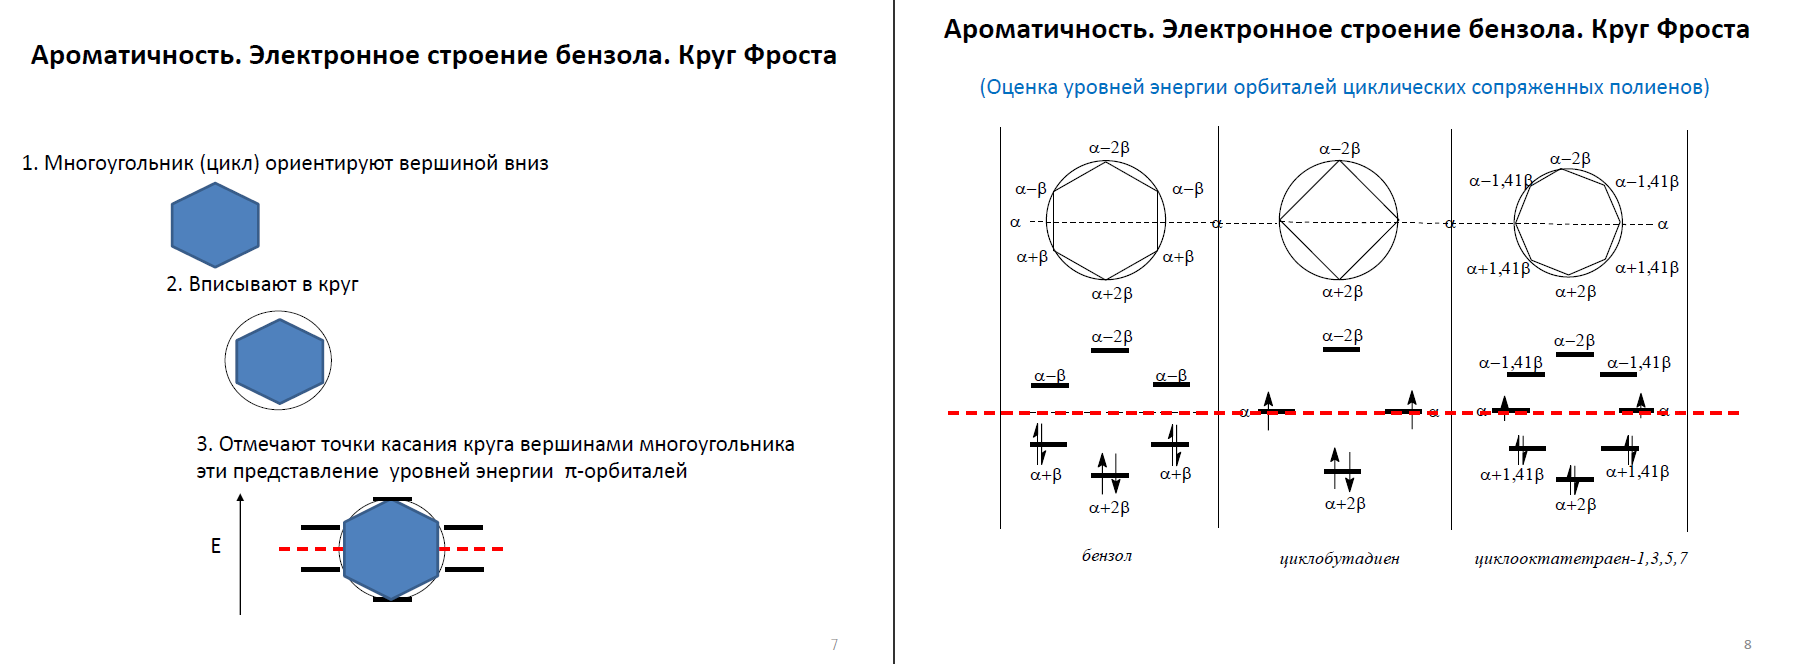 Ароматичность. Электронное строение бензола. Круг Фроста
1. Многоугольник (цикл) ориентируют вершиной вниз
2. Вписывают в круг
3. Отмечают точки касания круга вершинами многоугольника
эти представление уровней энергии π-орбиталей
E
7
Ароматичность. Электронное строение бензола. Круг Фроста
(Оценка уровней энергии орбиталей циклических сопряженных полиенов)
α−2β
α−β α−β
α
α+β α+β
α+2β
α−2β
α−β α−β
α+β α+β
α+2β
бензол
α−2β
α α
α+2β
α−2β
α α
α+2β
циклобутадиен
α−2β
α−1,41β α−1,41β
α
α+1,41β α+1,41β
α+2β
α−2β
α−1,41β α−1,41β
α α
α+1,41β α+1,41β
α+2β
циклооктатетраен-1,3,5,7
8